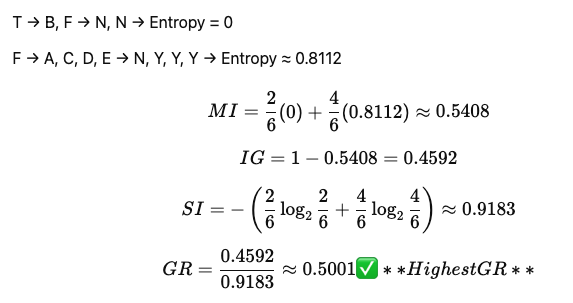 T → B, F → N, N → Entropy = 0
F → A, C, D, E → N, Y, Y, Y → Entropy ≈ 0.8112
MI = 2/6(0) + 4/6(0.8112) ≈ 0.5408
IG = 1 − 0.5408 = 0.4592
SI = −(2/6 log₂ 2/6 + 4/6 log₂ 4/6) ≈ 0.9183
GR = 0.4592/0.9183 ≈ 0.5001✅ * *HighestGR * *